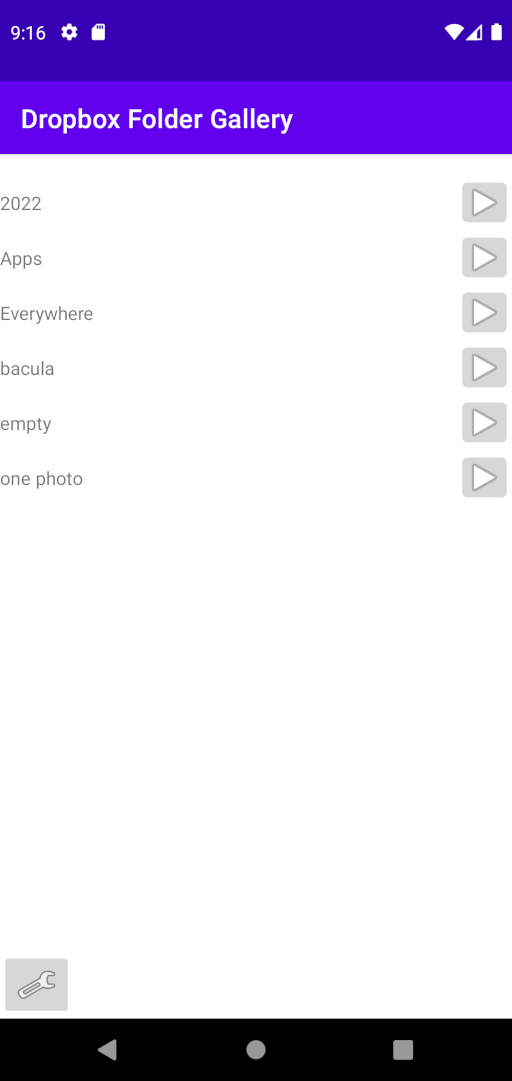 9:16
Dropbox Folder Gallery
2022
Apps
Everywhere
bacula
empty
one photo